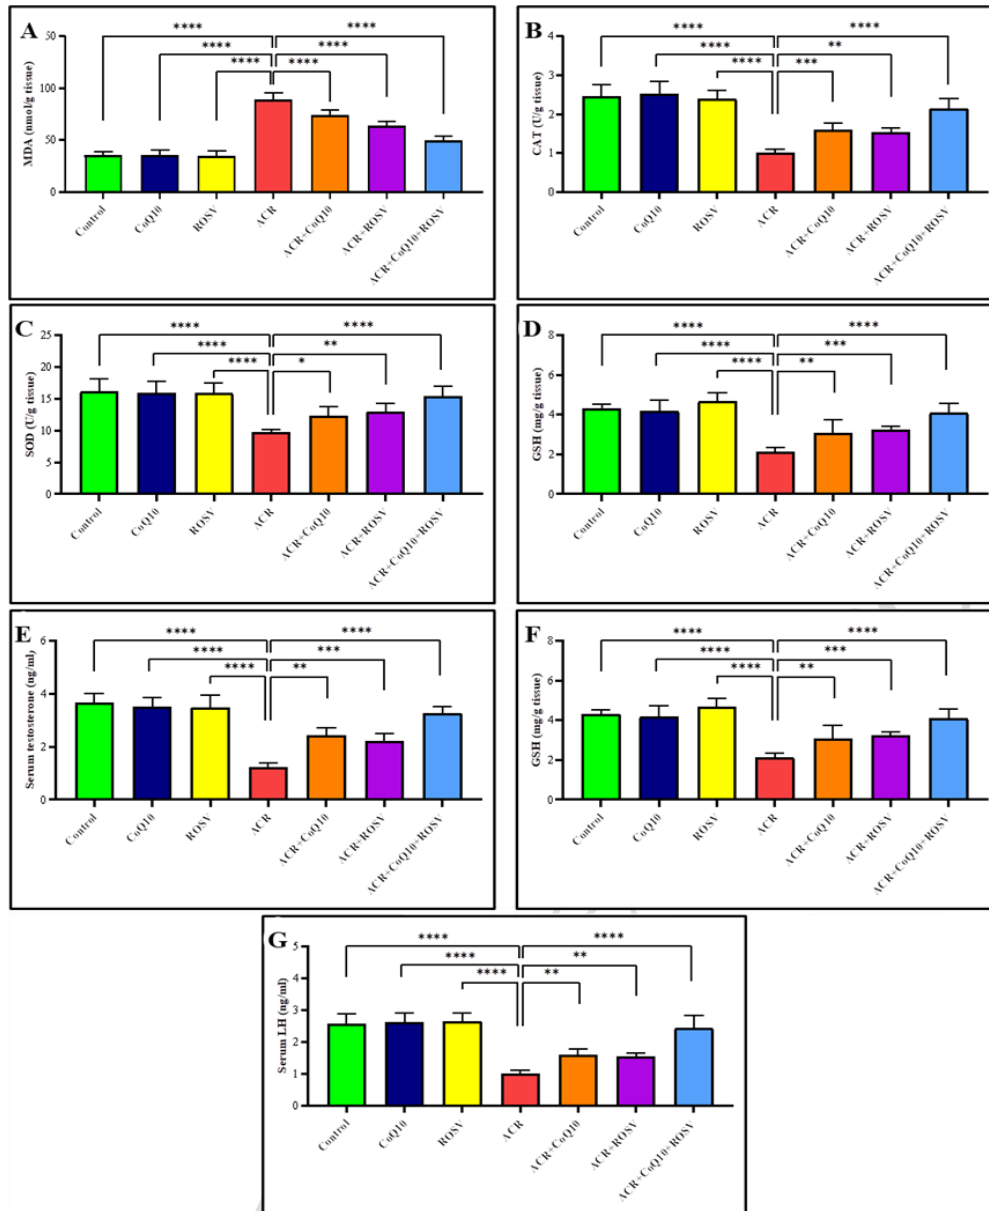 A
MDA (nmol/g tissue)
150
100
50
0
****
****
****
****
****
****
Control
CoQ10
ROSV
ACR
ACR+CoQ10
ACR+ROSV
ACR+CoQ10+ROSV
B
CAT (U/g tissue)
4
3
2
1
0
****
****
**
****
****
***
Control
CoQ10
ROSV
ACR
ACR+CoQ10
ACR+ROSV
ACR+CoQ10+ROSV
C
SOD (U/g tissue)
25
20
15
10
5
0
****
****
****
**
****
*
Control
CoQ10
ROSV
ACR
ACR+CoQ10
ACR+ROSV
ACR+CoQ10+ROSV
D
GSH (mg/g tissue)
8
6
4
2
0
****
****
****
***
****
**
Control
CoQ10
ROSV
ACR
ACR+CoQ10
ACR+ROSV
ACR+CoQ10+ROSV
E
Serum testosterone (ng/ml)
6
4
2
0
****
****
****
***
****
**
Control
CoQ10
ROSV
ACR
ACR+CoQ10
ACR+ROSV
ACR+CoQ10+ROSV
F
GSH (mg/g tissue)
8
6
4
2
0
****
****
****
***
****
**
Control
CoQ10
ROSV
ACR
ACR+CoQ10
ACR+ROSV
ACR+CoQ10+ROSV
G
Serum LH (ng/ml)
5
4
3
2
1
0
****
****
****
**
****
**
Control
CoQ10
ROSV
ACR
ACR+CoQ10
ACR+ROSV
ACR+CoQ10+ROSV